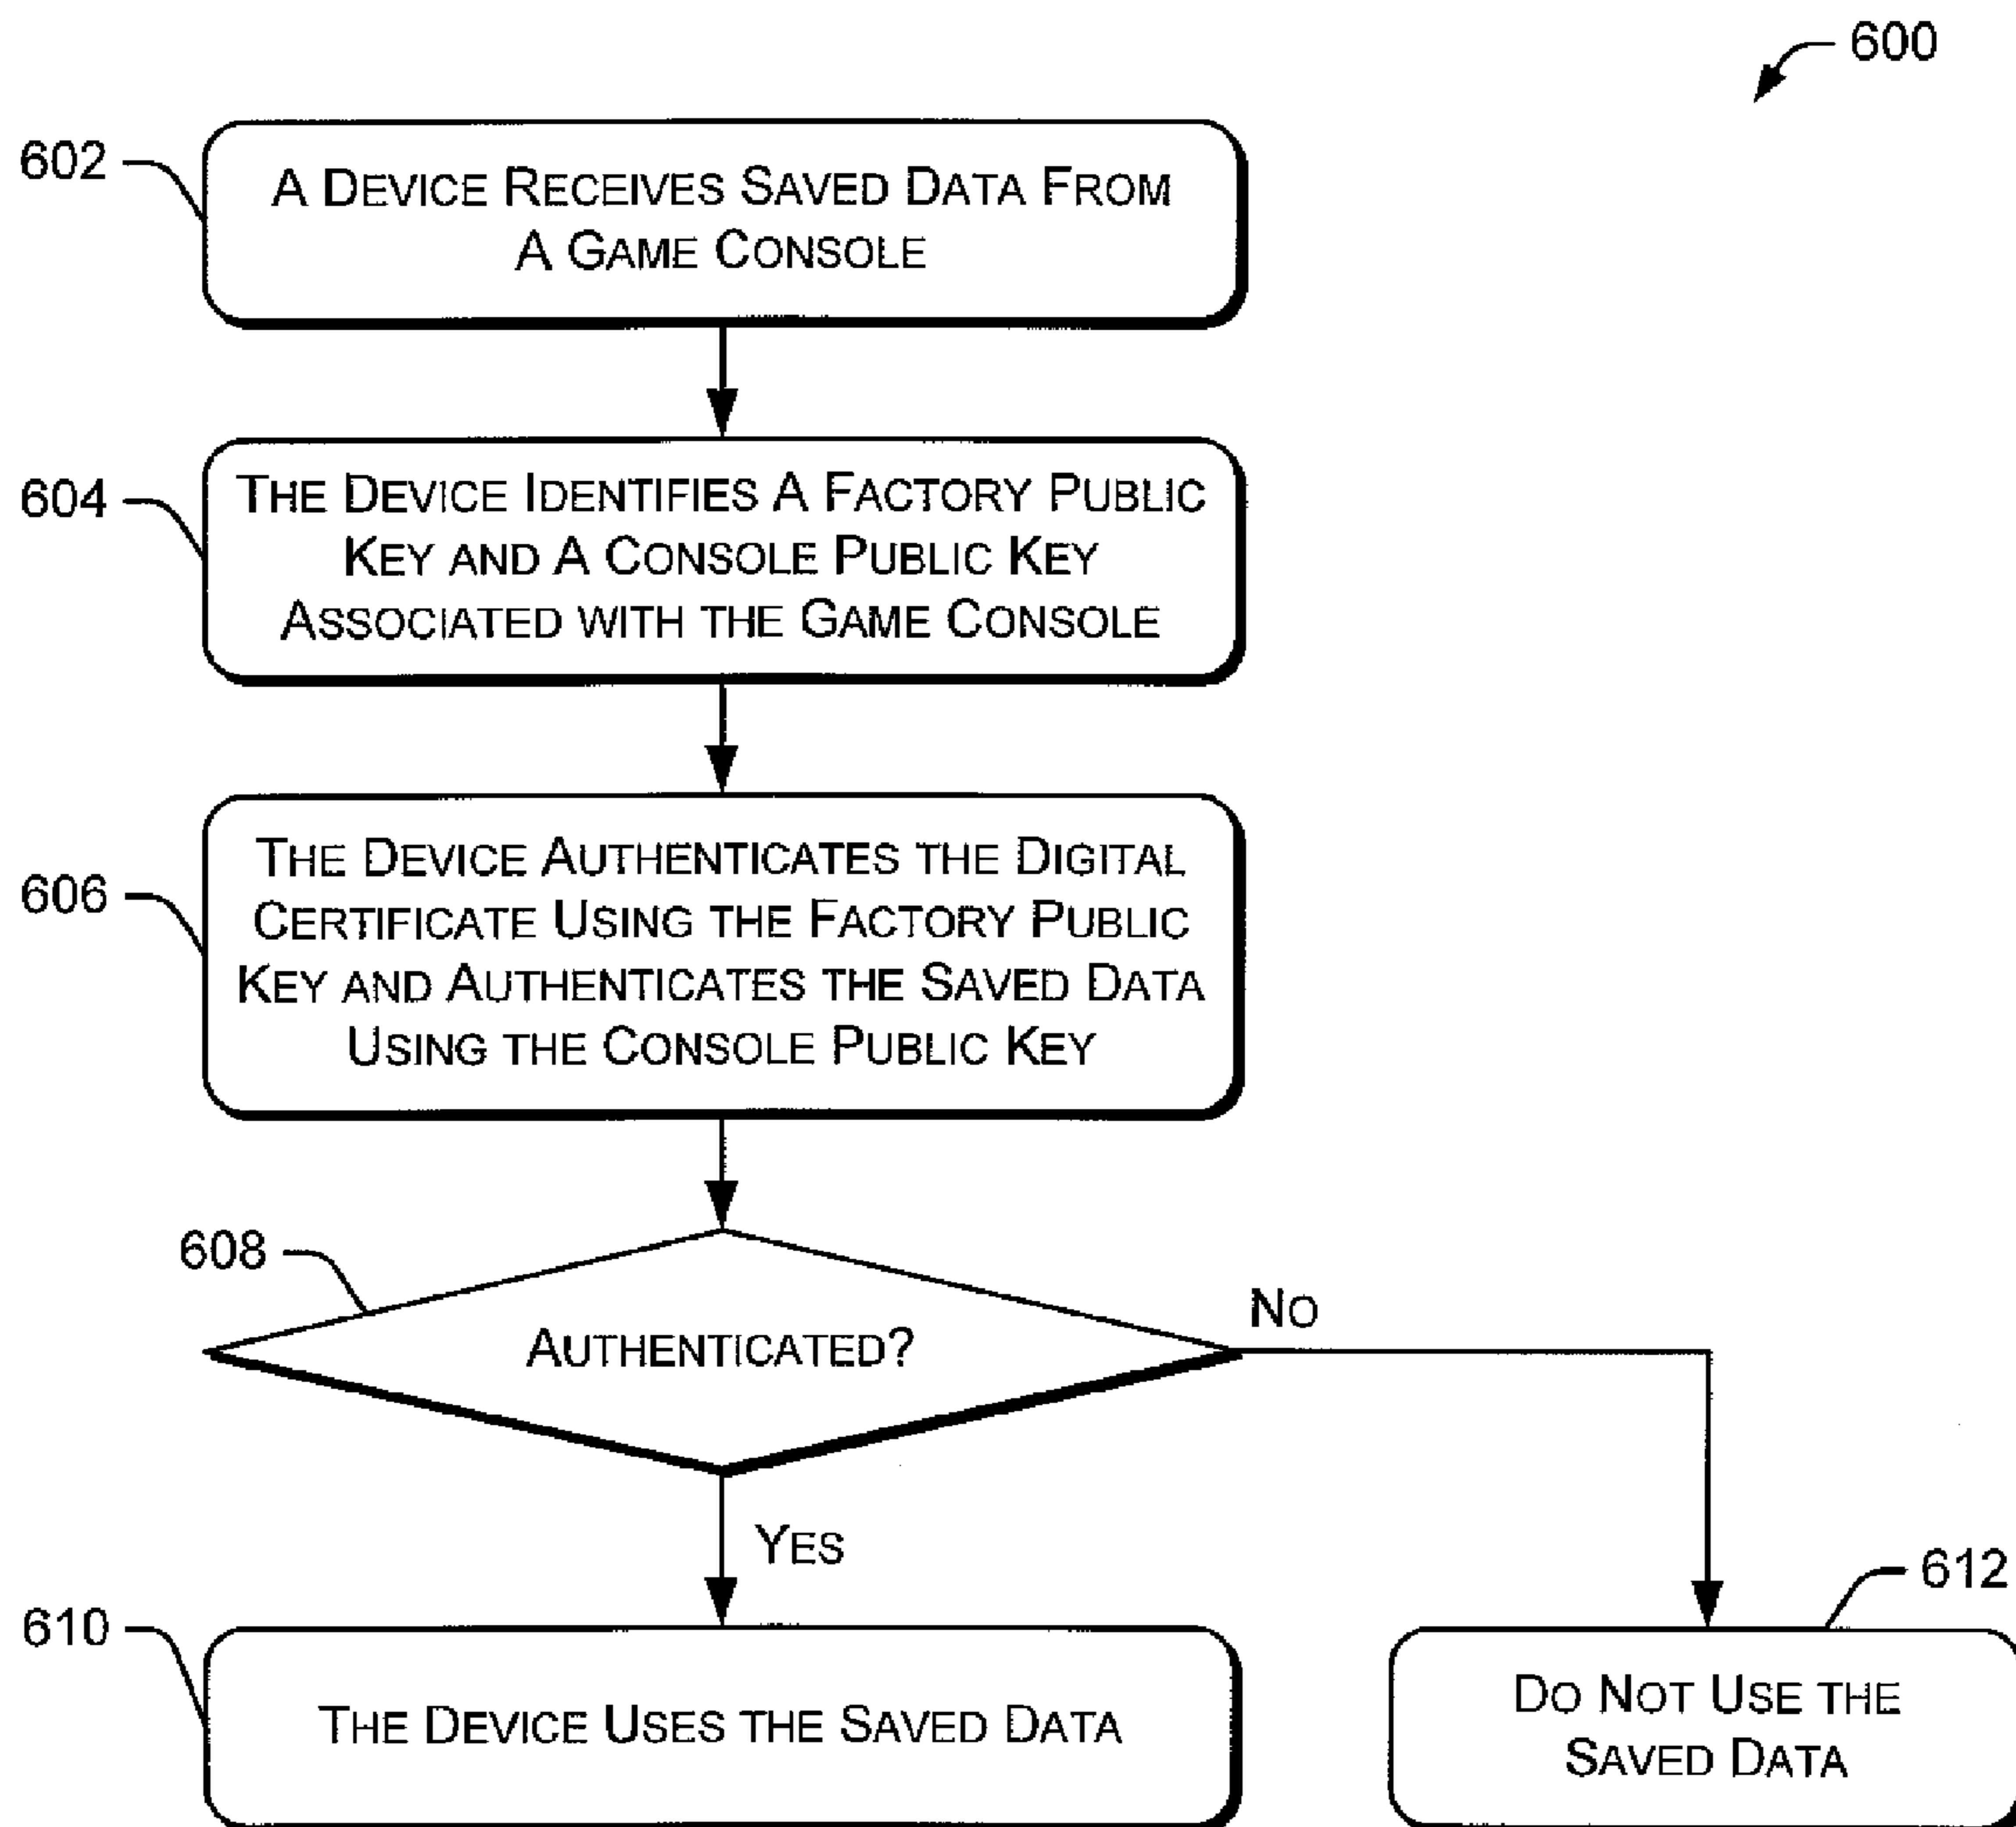 600
602
A DEVICE RECEIVES SAVED DATA FROM
A GAME CONSOLE
604
THE DEVICE IDENTIFIES A FACTORY PUBLIC
KEY AND A CONSOLE PUBLIC KEY
ASSOCIATED WITH THE GAME CONSOLE
606
THE DEVICE AUTHENTICATES THE DIGITAL
CERTIFICATE USING THE FACTORY PUBLIC
KEY AND AUTHENTICATES THE SAVED DATA
USING THE CONSOLE PUBLIC KEY
608
AUTHENTICATED?
NO
YES
610
THE DEVICE USES THE SAVED DATA
612
DO NOT USE THE
SAVED DATA